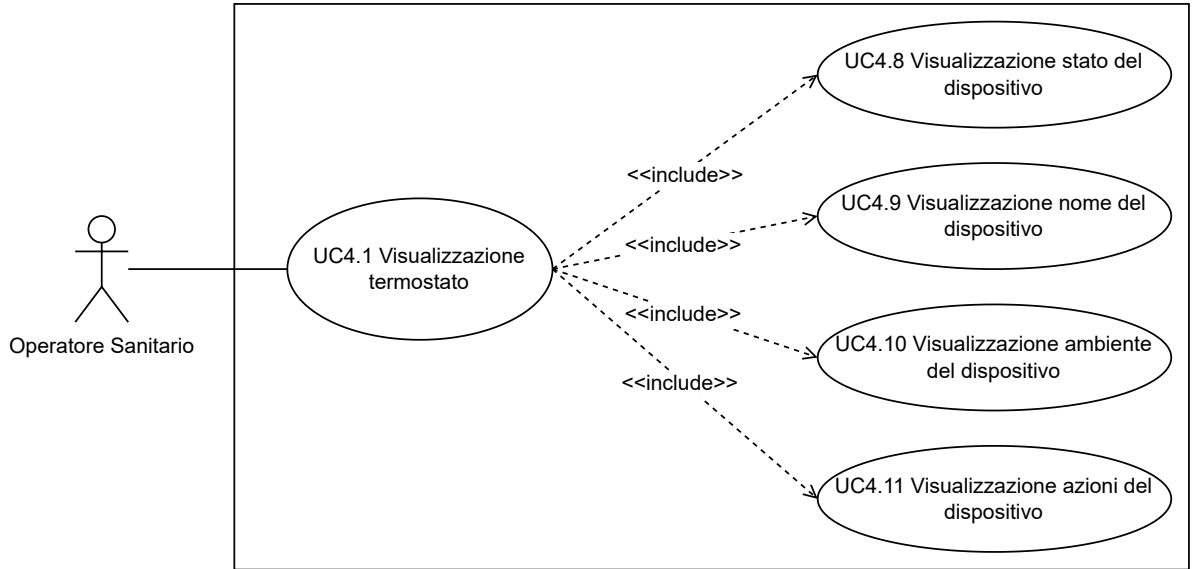 UC4.8 Visualizzazione stato del
dispositivo
<<include>>
UC4.9 Visualizzazione nome del
dispositivo
<<include>>
UC4.1 Visualizzazione
termostato
<<include>>
Operatore Sanitario
UC4.10 Visualizzazione ambiente
del dispositivo
<<include>>
UC4.11 Visualizzazione azioni del
dispositivo